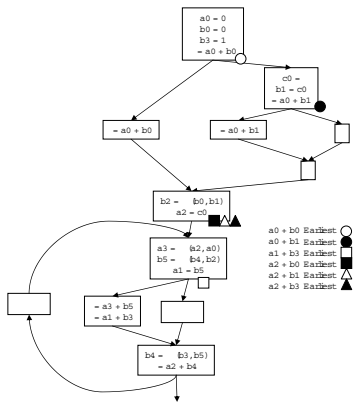 a0 = 0
b0 = 0
b3 = 1
= a0 + b0
c0 =
b1 = c0
= a0 + b1
= a0 + b0
= a0 + b1
b2 = (b0,b1)
a2 = c0
a3 = (a2,a0)
b5 = (b4,b2)
a1 = b5
= a3 + b5
= a1 + b3
b4 = (b3,b5)
= a2 + b4
a0 + b0 Earliest
a0 + b1 Earliest
a1 + b3 Earliest
a2 + b0 Earliest
a2 + b1 Earliest
a2 + b3 Earliest